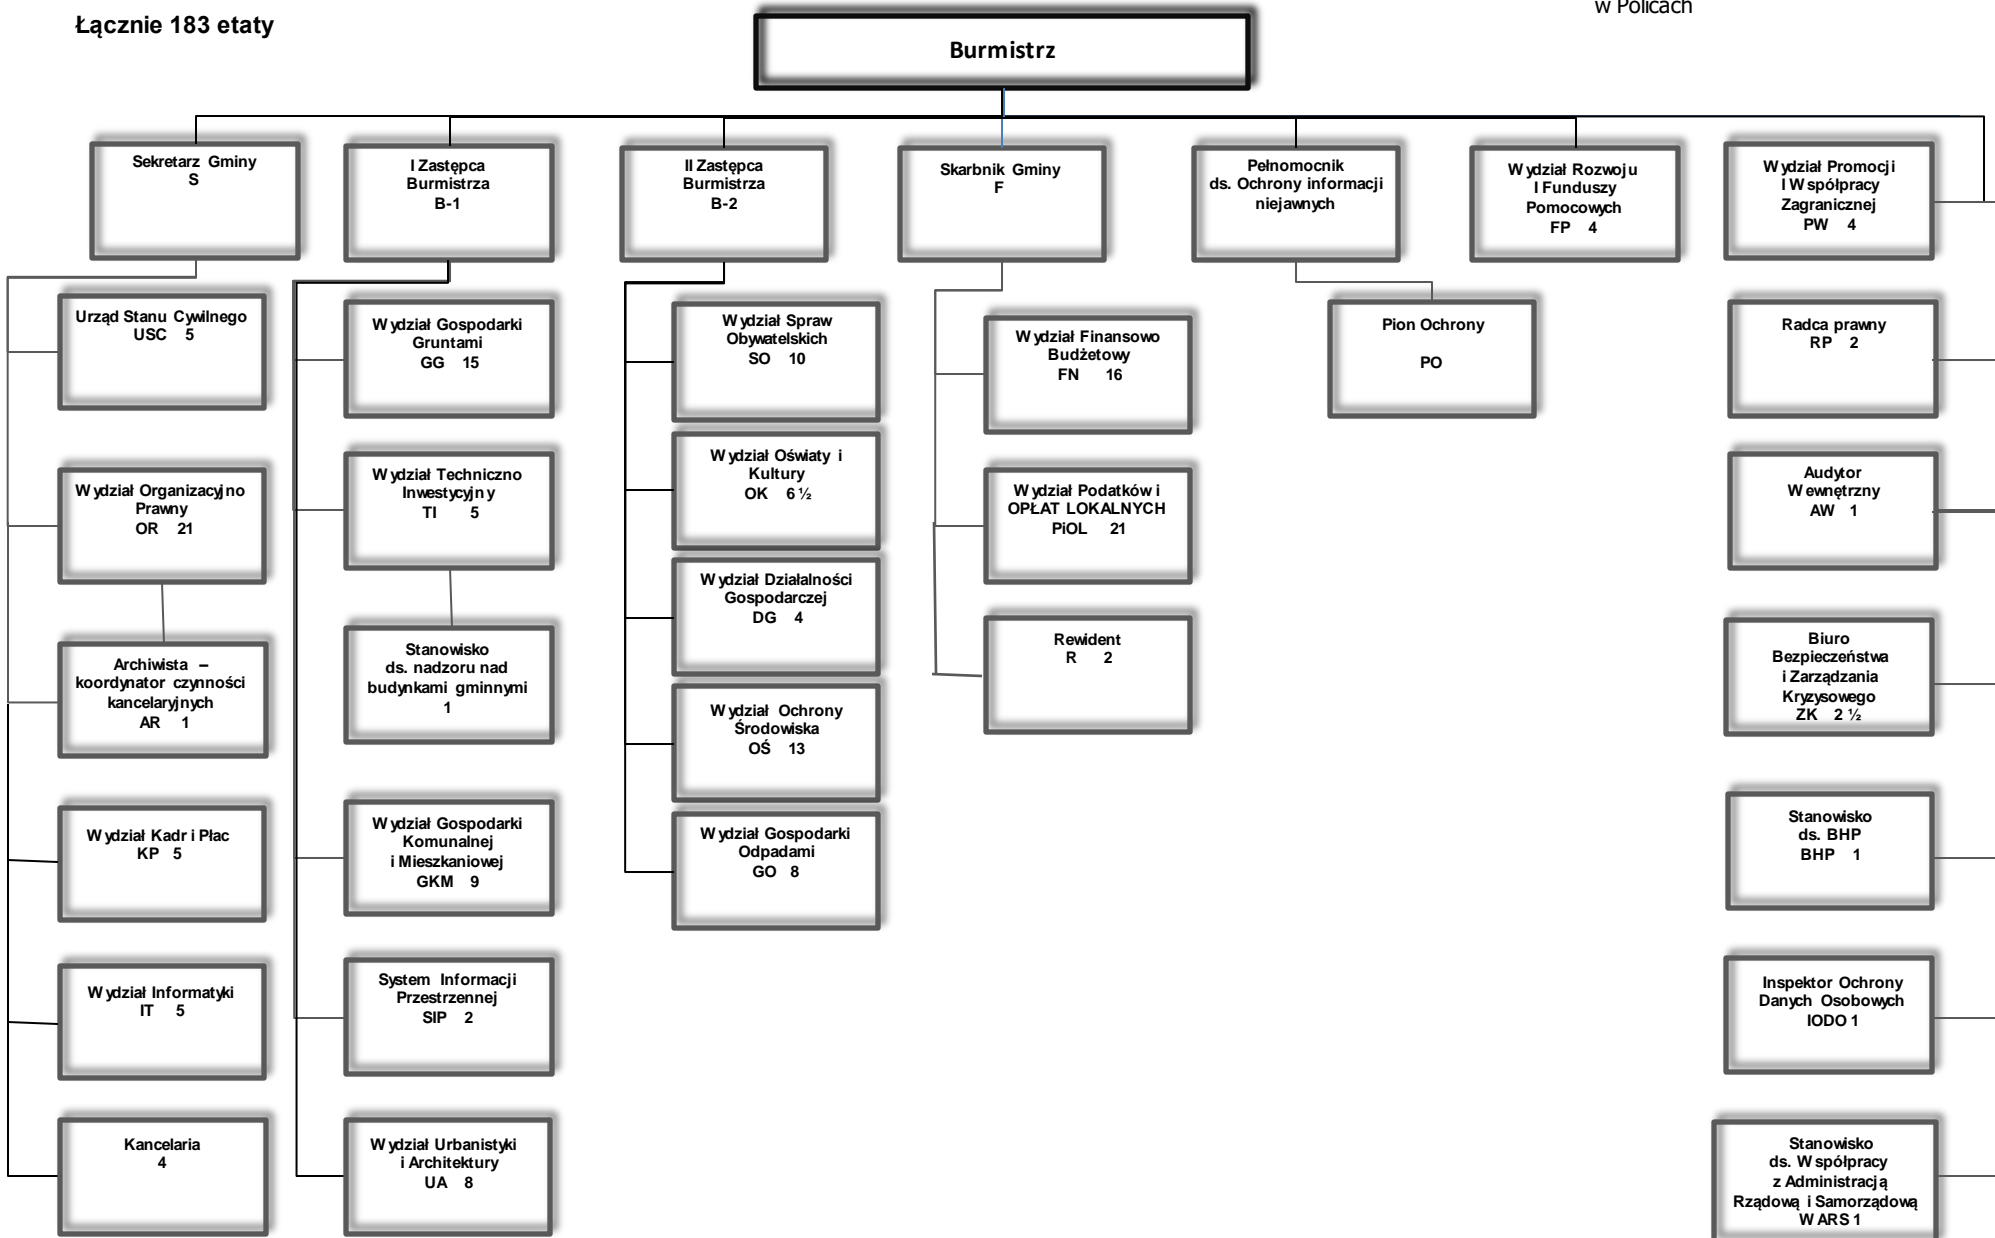 w Policach
Łącznie 183 etaty
Burmistrz
Sekretarz Gminy
S
I Zastępca
Burmistrza
B-1
II Zastępca
Burmistrza
B-2
Skarbnik Gminy
F
Pełnomocnik
ds. Ochrony informacji
niejawnych
Wydział Rozwoju
I Funduszy
Pomocowych
FP 4
Wydział Promocji
I Współpracy
Zagranicznej
PW 4
Urząd Stanu Cywilnego
USC 5
Wydział Organizacyjno
Prawny
OR 21
Archiwista –
koordynator czynności
kancelaryjnych
AR 1
Wydział Kadr i Płac
KP 5
Wydział Informatyki
IT 5
Kancelaria
4
Wydział Gospodarki
Gruntami
GG 15
Wydział Techniczno
Inwestycyjny
TI 5
Stanowisko
ds. nadzoru nad
budynkami gminnymi
1
Wydział Gospodarki
Komunalnej
i Mieszkaniowej
GKM 9
System Informacji
Przestrzennej
SIP 2
Wydział Urbanistyki
i Architektury
UA 8
Wydział Spraw
Obywatelskich
SO 10
Wydział Oświaty i
Kultury
OK 6 ½
Wydział Działalności
Gospodarczej
DG 4
Wydział Ochrony
Środowiska
OŚ 13
Wydział Gospodarki
Odpadami
GO 8
Wydział Finansowo
Budżetowy
FN 16
Wydział Podatków i
OPŁAT LOKALNYCH
PiOL 21
Rewident
R 2
Pion Ochrony
PO
Radca prawny
RP 2
Audytor
Wewnętrzny
AW 1
Biuro
Bezpieczeństwa
i Zarządzania
Kryzysowego
ZK 2 ½
Stanowisko
ds. BHP
BHP 1
Inspektor Ochrony
Danych Osobowych
IODO 1
Stanowisko
ds. Współpracy
z Administracją
Rządową i Samorządową
WARS 1